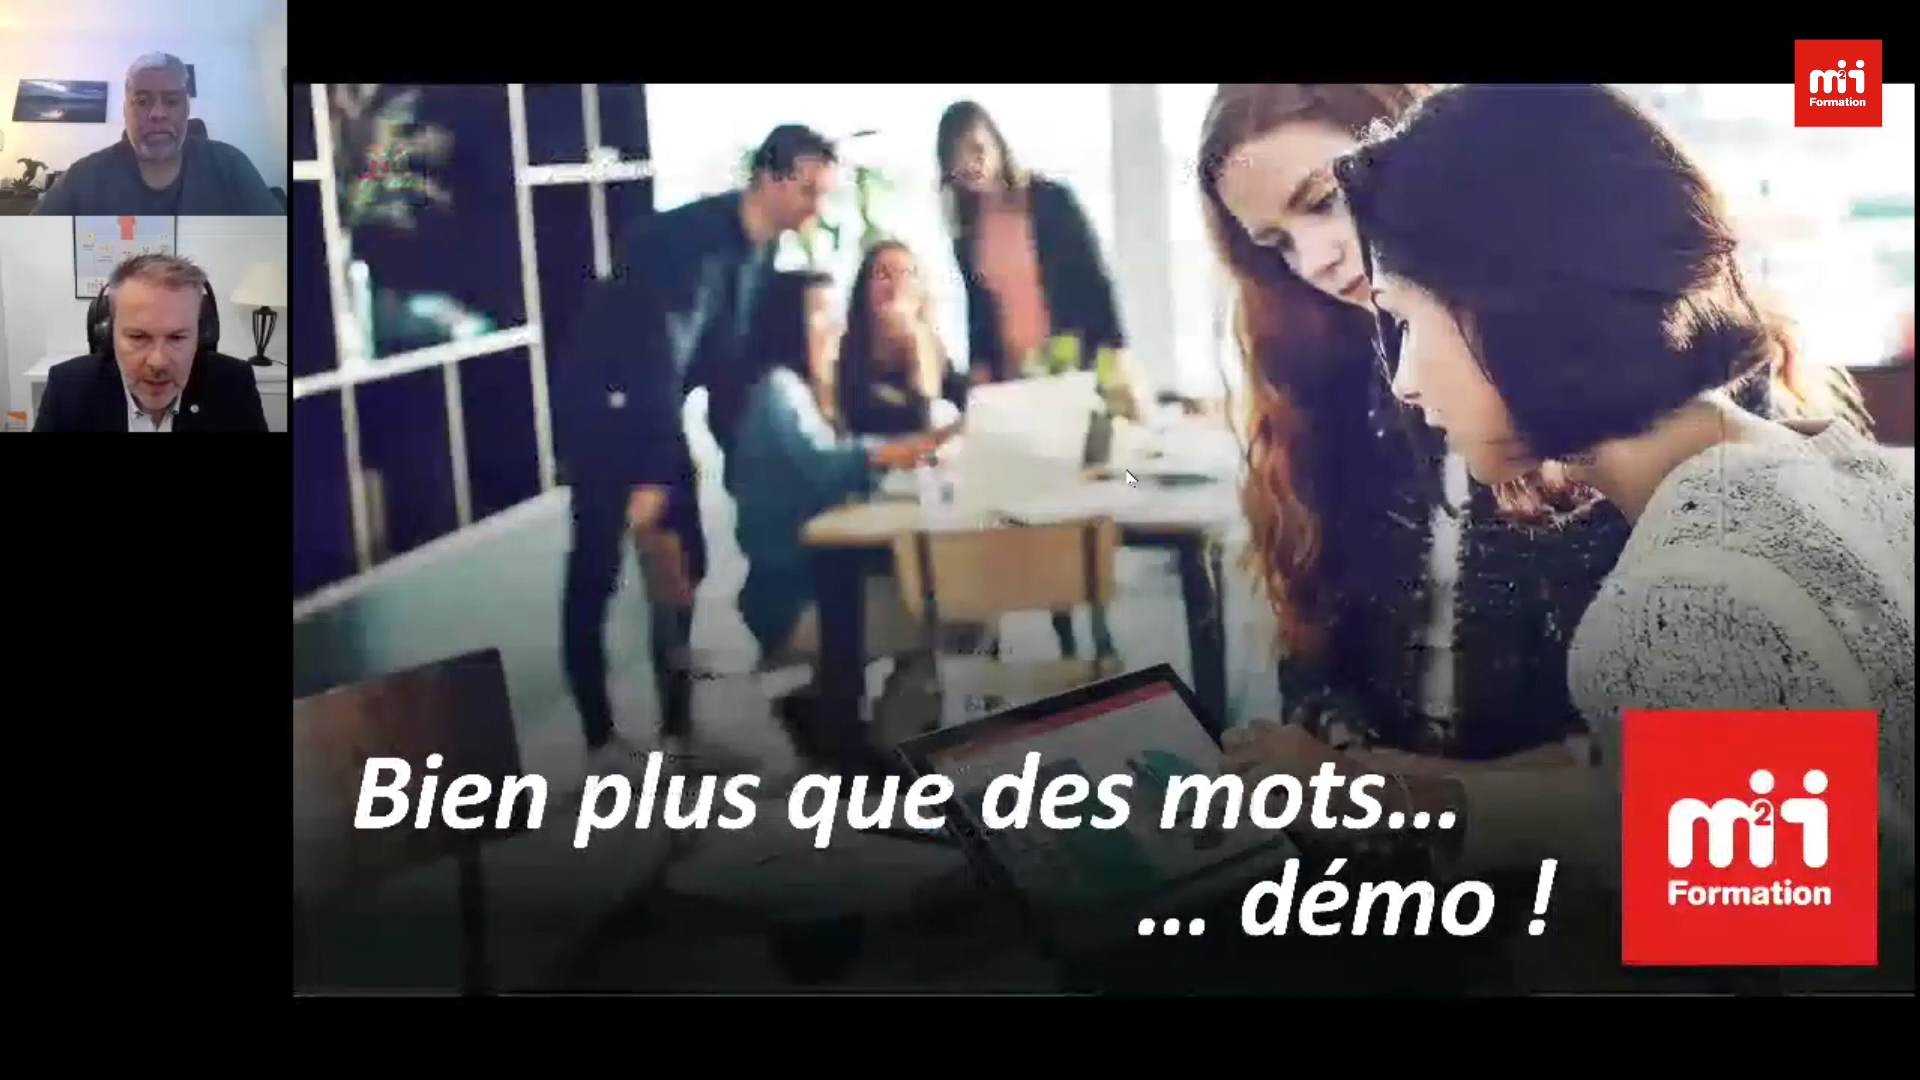 m2i
Formation
Bien plus que des mots...
... démo !
m2i
Formation